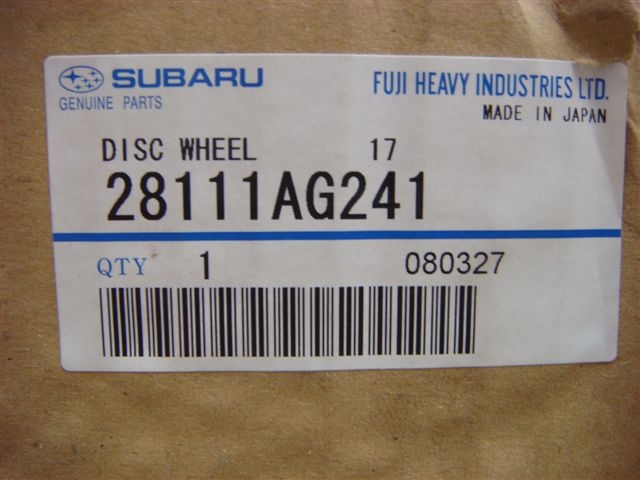 SUBARU FUJI HEAVY INDUSTRIES LTD.
GENUINE PARTS MADE IN JAPAN
DISC WHEEL 17
28111AG241
QTY 1 080327